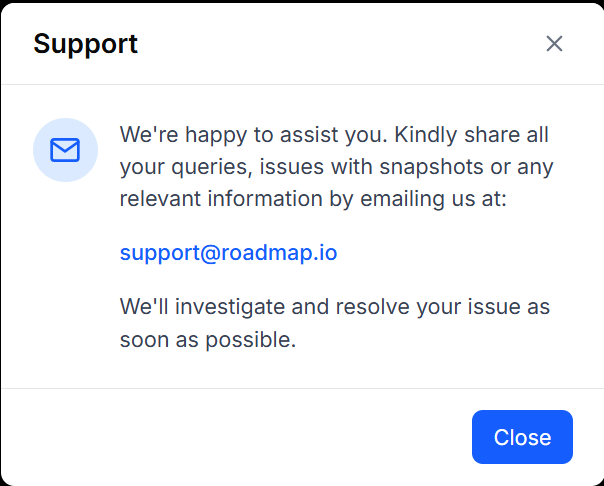 Support
We're happy to assist you. Kindly share all
your queries, issues with snapshots or any
relevant information by emailing us at:
support@roadmap.io
We'll investigate and resolve your issue as
soon as possible.
Close